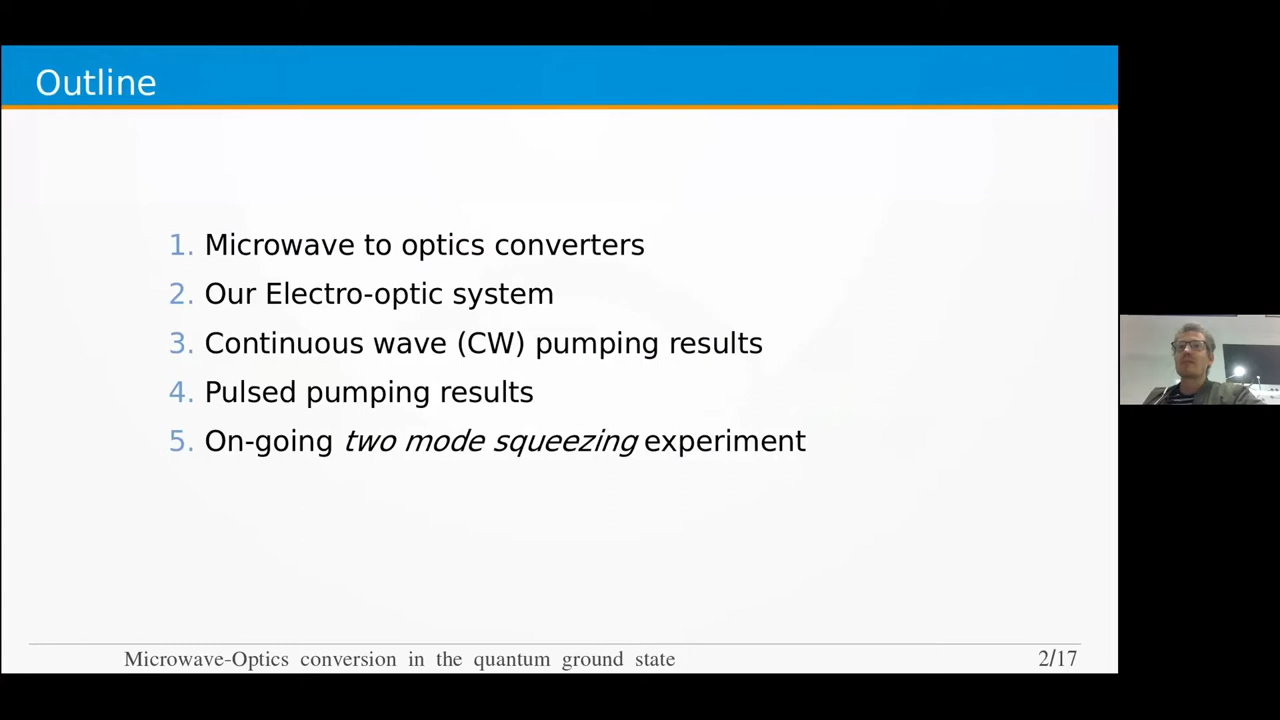 Outline
1. Microwave to optics converters
2. Our Electro-optic system
3. Continuous wave (CW) pumping results
4. Pulsed pumping results
5. On-going two mode squeezing experiment
Microwave-Optics conversion in the quantum ground state
2/17